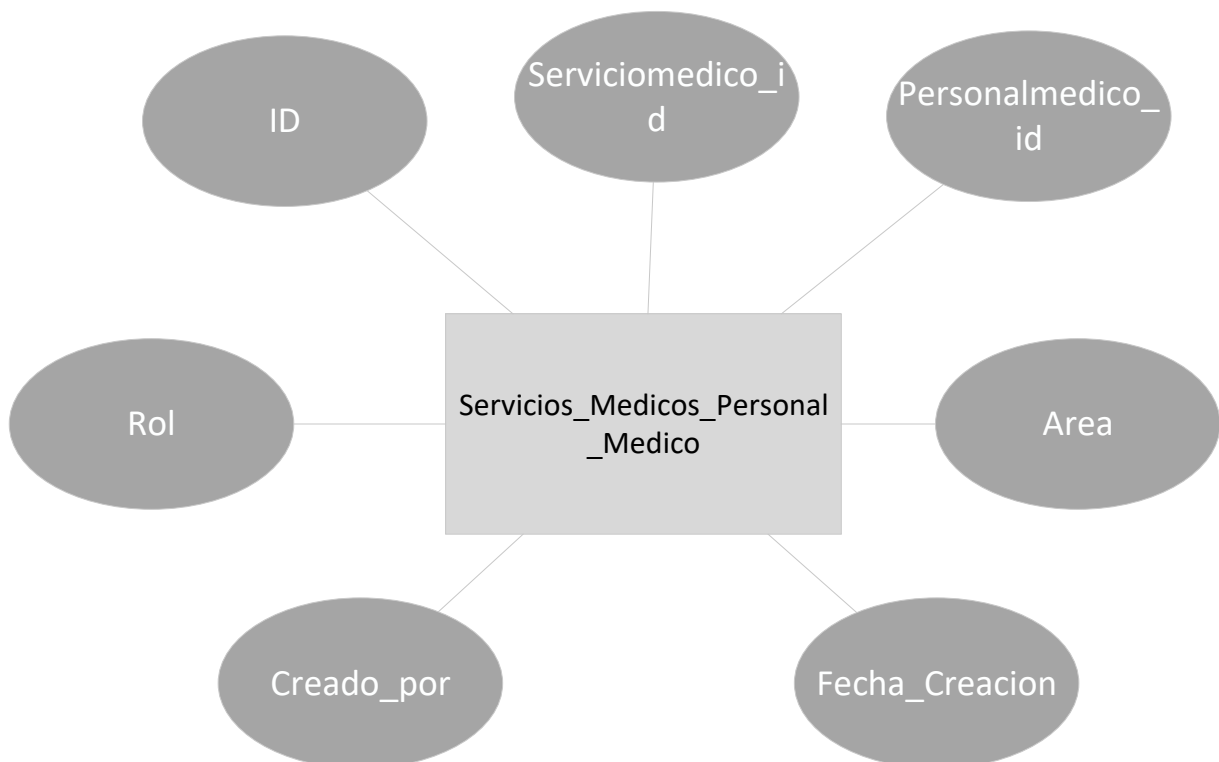 ID
Serviciomedico_i
d
Personalmedico_
id
Rol
Servicios_Medicos_Personal
_Medico
Area
Creado_por
Fecha_Creacion